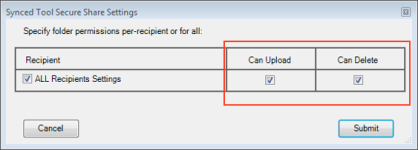 Synced Tool Secure Share Settings
Specify folder permissions per-recipient or for all:
Recipient Can Upload Can Delete
ALL Recipients Settings
Cancel Submit